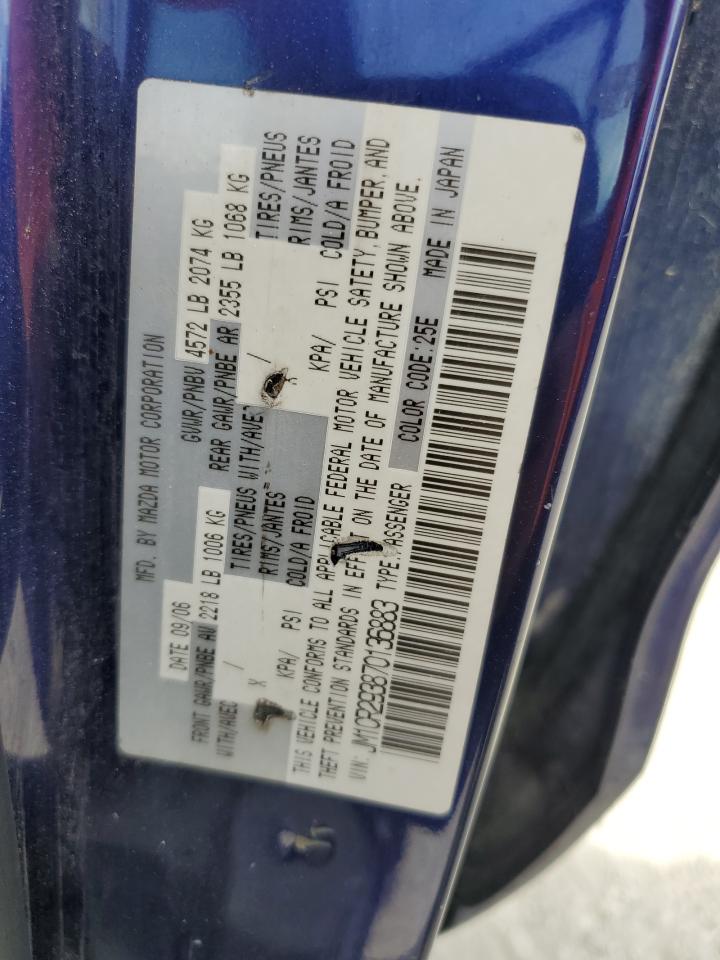 MFD. BY MAZDA MOTOR CORPORATION
DATE 09/06 GVWR/PNBV 4572 LB 2074 KG
FRONT GAWR/PNBE AV 2218 LB 1006 KG REAR GAWR/PNBE AR 2355 LB 1068 KG
WITH/AVEC / TIRES/PNEUS WITH/AVEC / TIRES/PNEUS
X RIMS/JANTES RIMS/JANTES
KPA/ PSI COLD/A FROID KPA/ PSI COLD/A FROID
THIS VEHICLE CONFORMS TO ALL APPLICABLE FEDERAL MOTOR VEHICLE SATETY, BUMPER, AND
THEFT PREVENTION STANDARDS IN EFFECT ON THE DATE OF MANUFACTURE SHOWN ABOVE.
VIN: JM1CR293870136883 TYPE: PASSENGER COLOR CODE: 25E MADE IN JAPAN